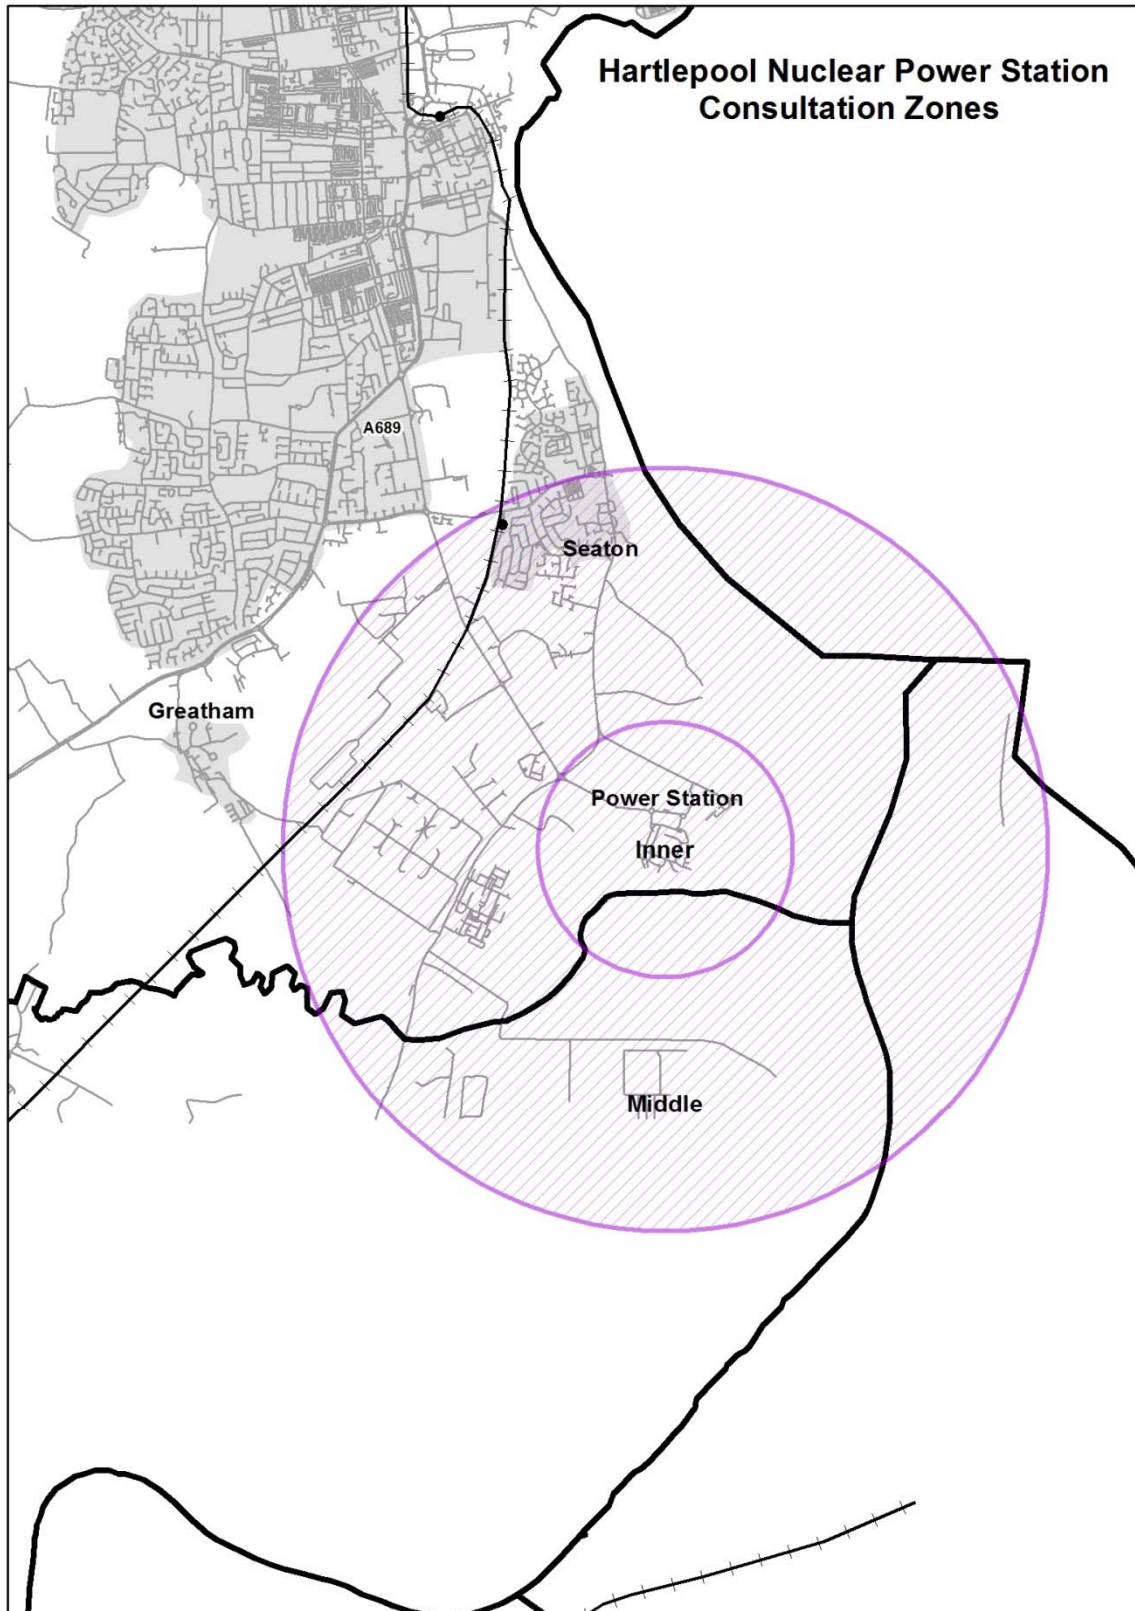 Hartlepool Nuclear Power Station
Consultation Zones
A689
Seaton
Greatham
Power Station
Inner
Middle